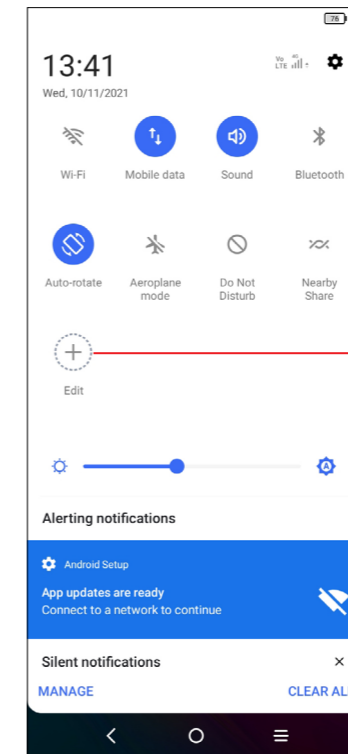 76
13:41
Vo
LTE
4G
Wed, 10/11/2021
Wi-Fi
Mobile data
Sound
Bluetooth
Auto-rotate
Aeroplane
mode
Do Not
Disturb
Nearby
Share
Edit
A
Alerting notifications
Android Setup
App updates are ready
Connect to a network to continue
Silent notifications
MANAGE
CLEAR AL